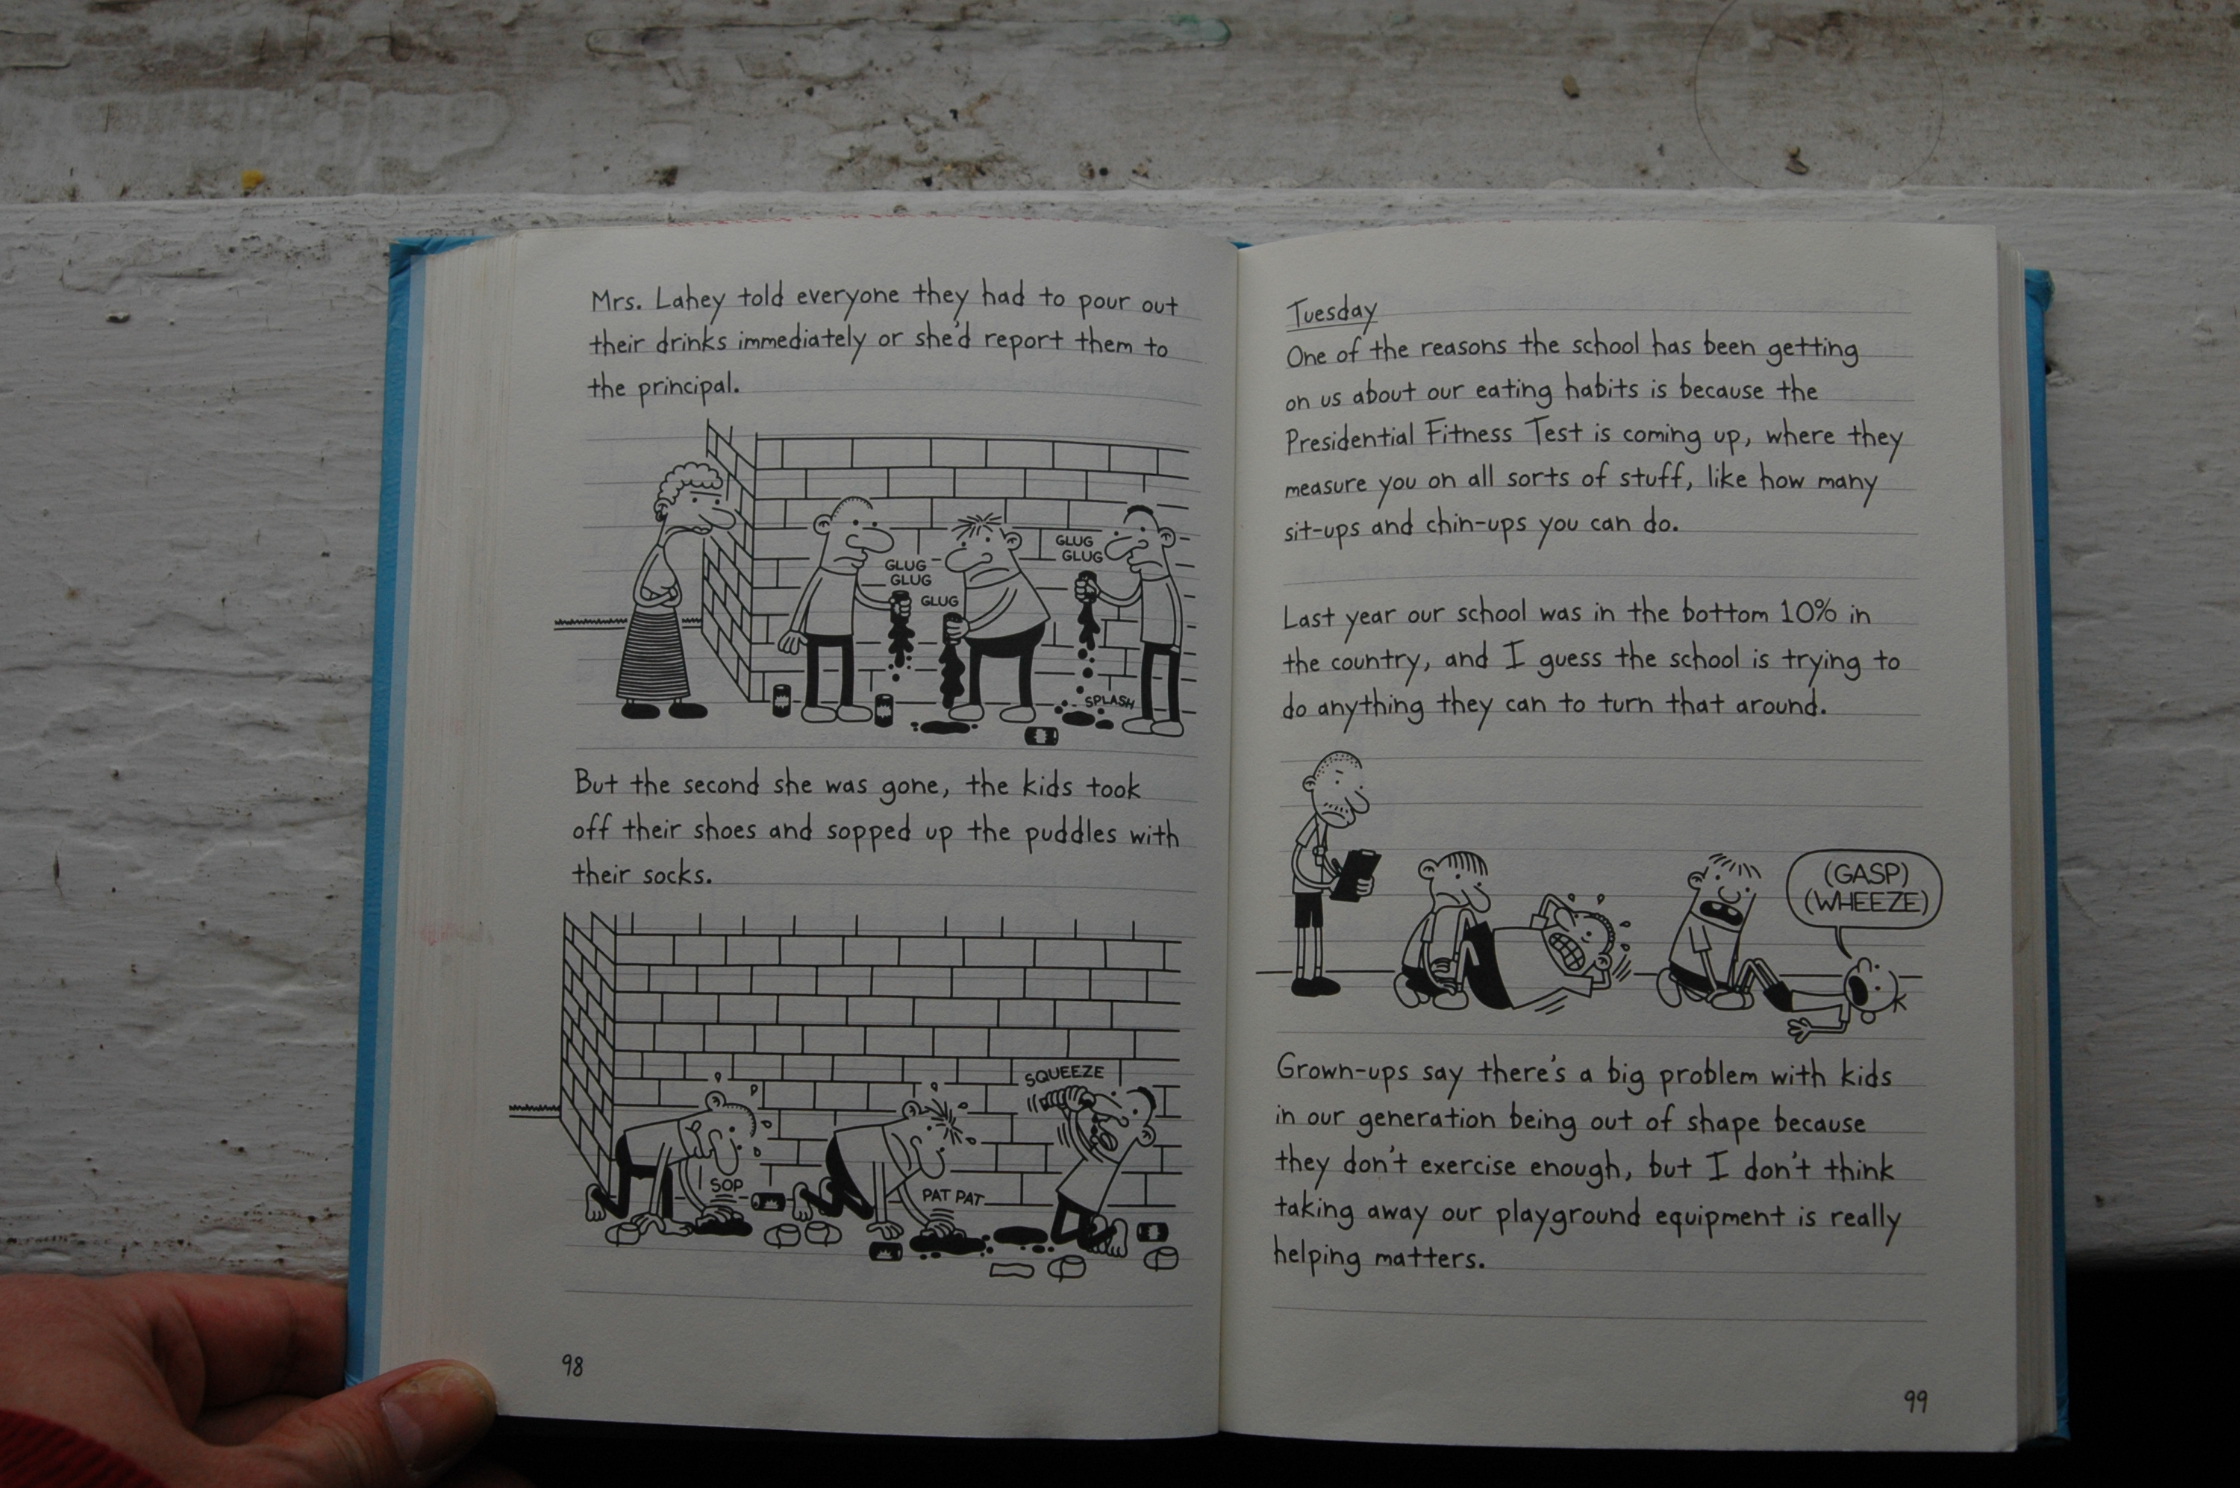 Mrs. Lahey told everyone they had to pour out
their drinks immediately or she'd report them to
the principal.
GLUG
GLUG
GLUG
GLUG
GLUG
SPLASH
But the second she was gone, the kids took
off their shoes and sopped up the puddles with
their socks.
SQUEEZE
SOP
PAT PAT
98
Tuesday
One of the reasons the school has been getting
on us about our eating habits is because the
Presidential Fitness Test is coming up, where they
measure you on all sorts of stuff, like how many
sit-ups and chin-ups you can do.
Last year our school was in the bottom 10% in
the country, and I guess the school is trying to
do anything they can to turn that around.
(GASP)
(WHEEZE)
Grown-ups say there's a big problem with kids
in our generation being out of shape because
they don't exercise enough, but I don't think
taking away our playground equipment is really
helping matters.
99